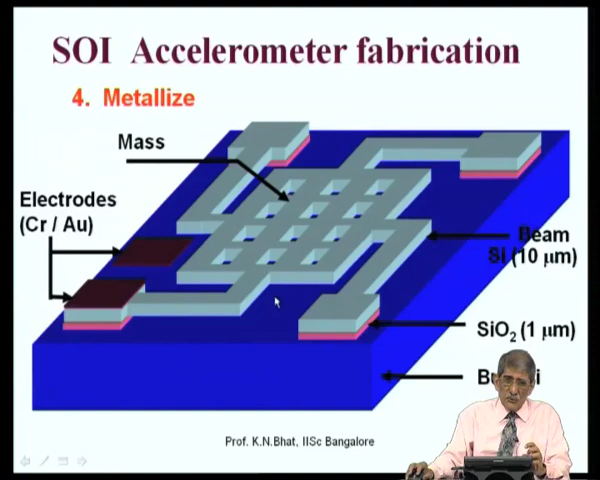 SOI Accelerometer fabrication
4. Metallize
Mass
Electrodes
(Cr / Au)
Beam
Si (10 μm)
SiO₂ (1 μm)
Prof. K.N.Bhat, IISc Bangalore